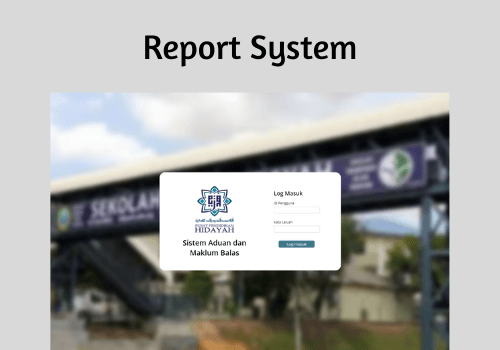 Report System
SEKOLAH
PUSAT PENDIDIKAN
HIDAYAH
Sistem Aduan dan
Maklum Balas
Log Masuk
ID Pengguna
Kata Laluan
Log Masuk